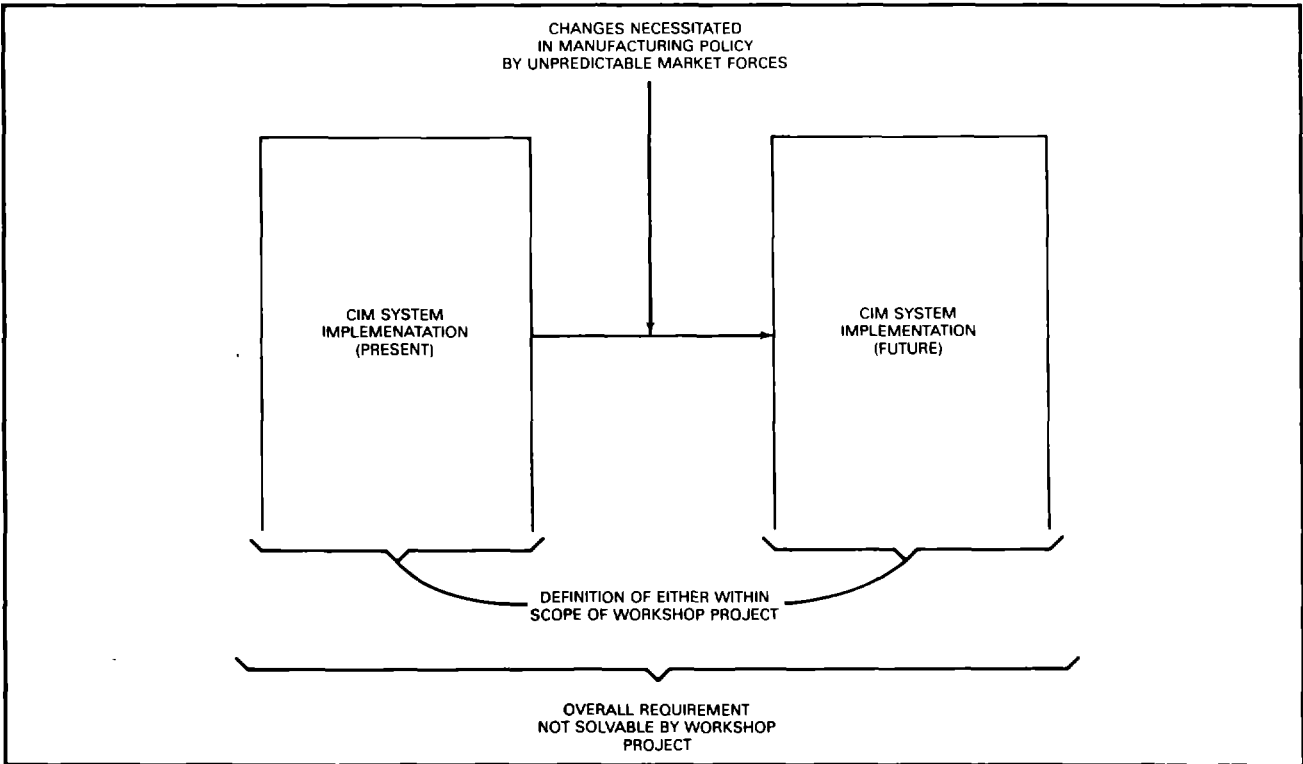 CHANGES NECESSITATED
IN MANUFACTURING POLICY
BY UNPREDICTABLE MARKET FORCES
CIM SYSTEM
IMPLEMENATATION
(PRESENT)
CIM SYSTEM
IMPLEMENTATION
(FUTURE)
DEFINITION OF EITHER WITHIN
SCOPE OF WORKSHOP PROJECT
OVERALL REQUIREMENT
NOT SOLVABLE BY WORKSHOP
PROJECT